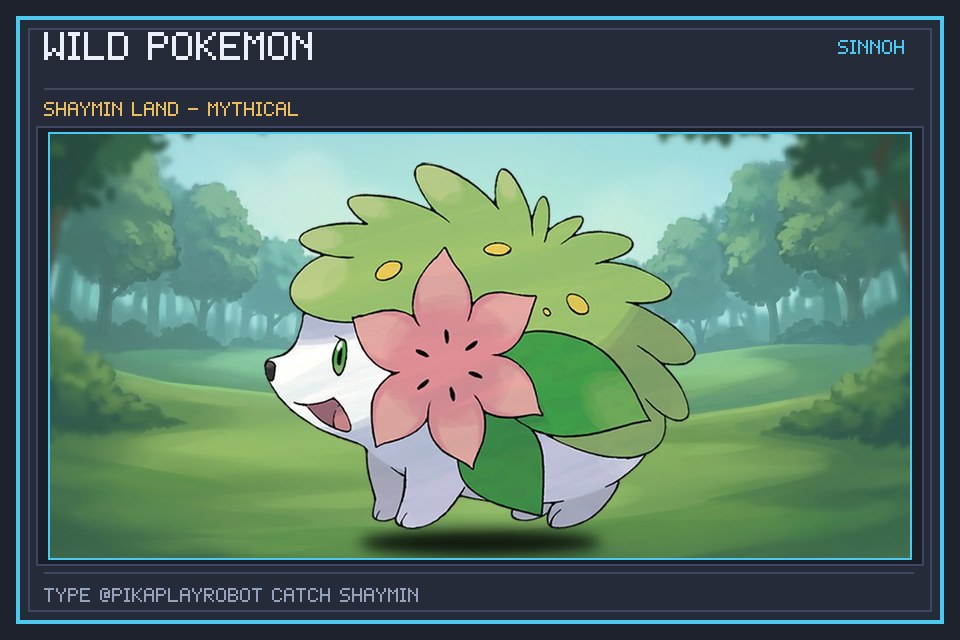 WILD POKEMON
SINNOH
SHAYMIN LAND - MYTHICAL
TYPE @PIKAPLAYROBOT CATCH SHAYMIN